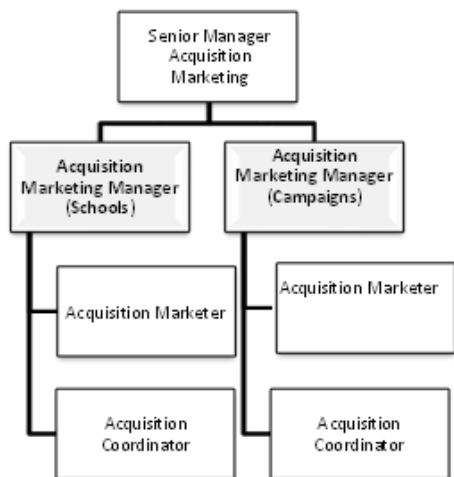 Senior Manager
Acquisition
Marketing
Acquisition
Marketing Manager
(Schools)
Acquisition
Marketing Manager
(Campaigns)
Acquisition Marketer
Acquisition
Coordinator
Acquisition Marketer
Acquisition
Coordinator